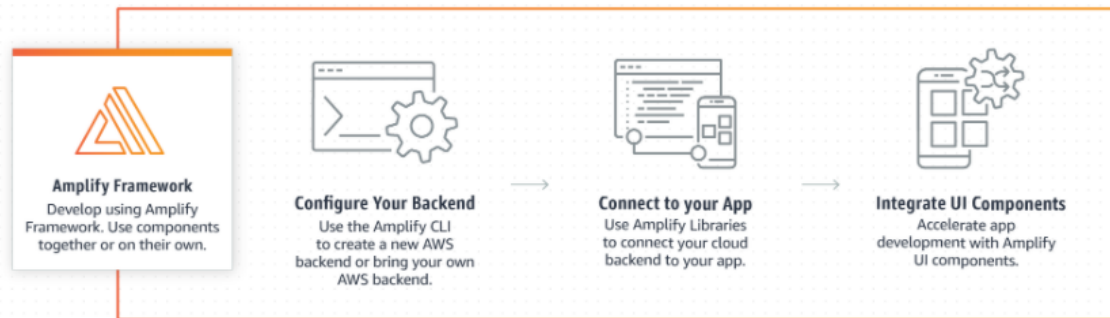 Amplify Framework
Develop using Amplify
Framework. Use components
together or on their own.
Configure Your Backend
Use the Amplify CLI
to create a new AWS
backend or bring your own
AWS backend.
Connect to your App
Use Amplify Libraries
to connect your cloud
backend to your app.
Integrate UI Components
Accelerate app
development with Amplify
UI components.